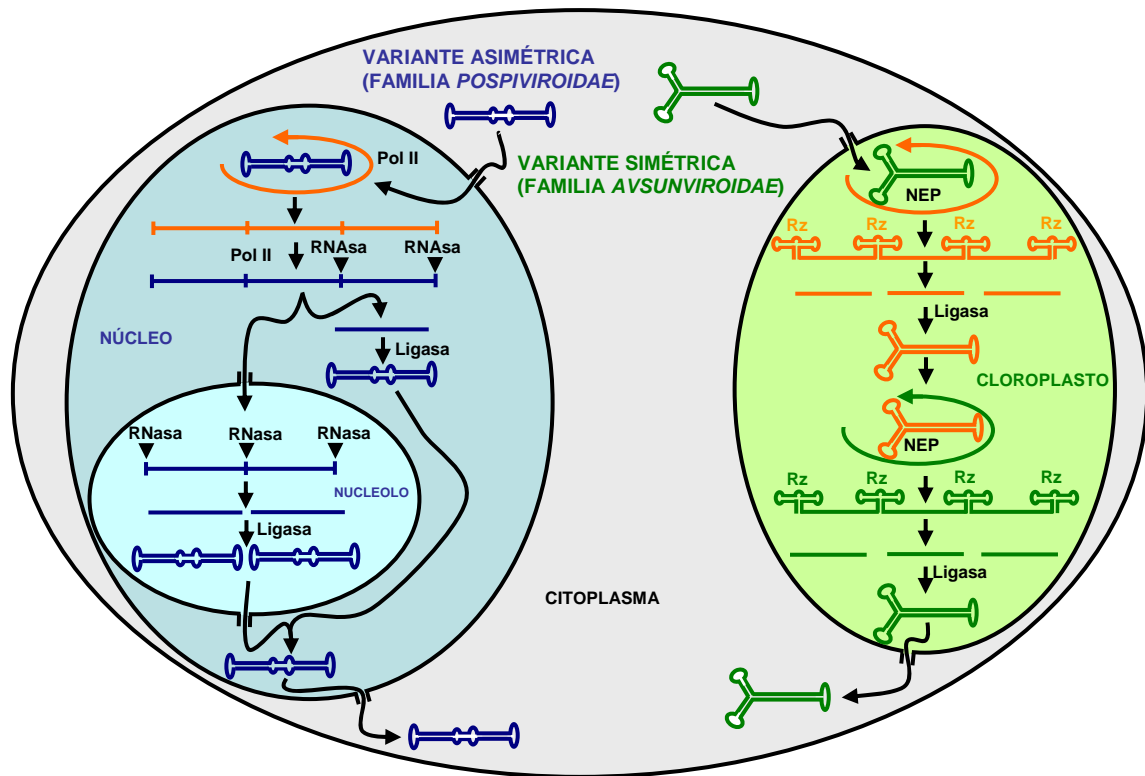 VARIANTE ASIMÉTRICA
(FAMILIA POSPIVIROIDAE)
Pol II
VARIANTE SIMÉTRICA
(FAMILIA AVSUNVIROIDAE)
Pol II
RNAsa
RNAsa
NÚCLEO
Ligasa
RNasa
RNasa
RNasa
NUCLEOLO
Ligasa
CITOPLASMA
NEP
Rz
Rz
Rz
Rz
Ligasa
CLOROPLASTO
NEP
Rz
Rz
Rz
Rz
Ligasa